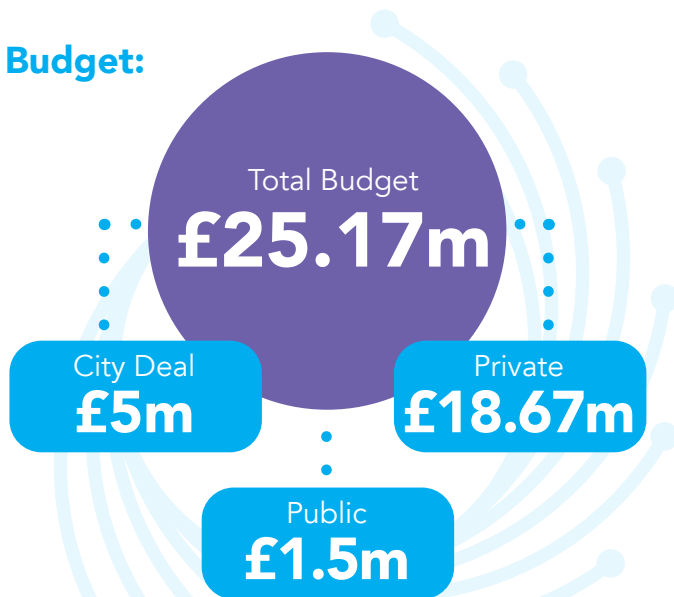 Budget:
Total Budget
£25.17m
City Deal
£5m
Private
£18.67m
Public
£1.5m